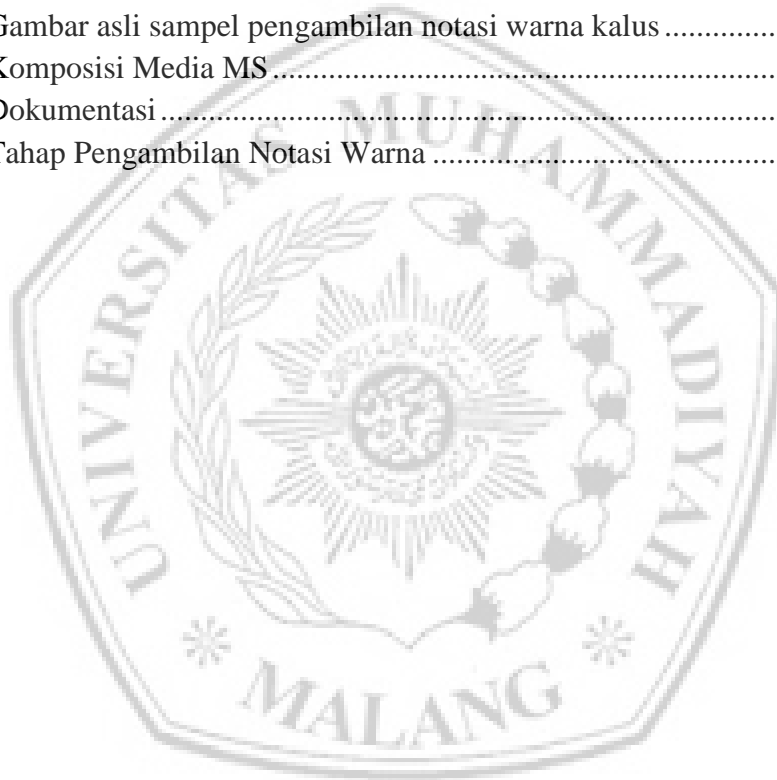 Gambar asli sampel pengambilan notasi warna kalus .............
Komposisi Media MS .............
Dokumentasi .............
Tahap Pengambilan Notasi Warna .............
UNIVERSITAS MUHAMMADIYAH
MALANG